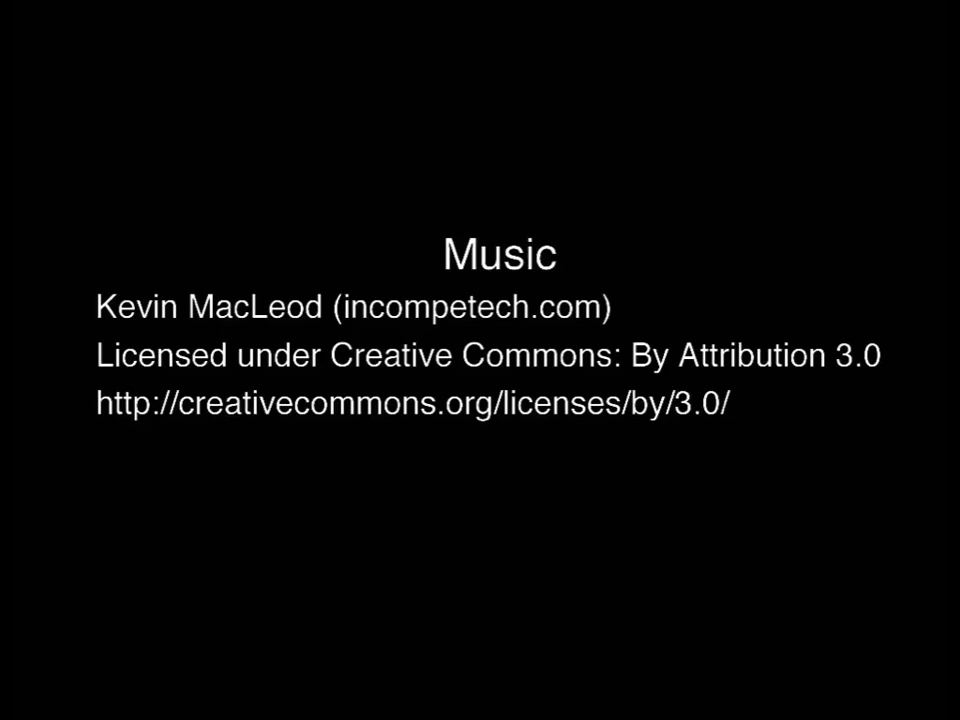 Music
Kevin MacLeod (incompetech.com)
Licensed under Creative Commons: By Attribution 3.0
http://creativecommons.org/licenses/by/3.0/